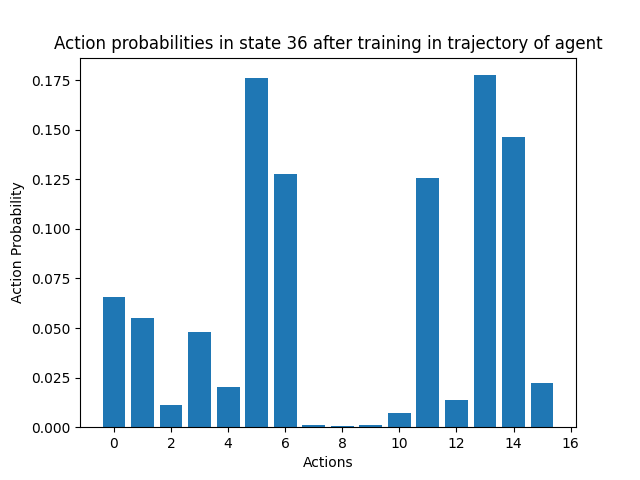 Action probabilities in state 36 after training in trajectory of agent
0.175
0.150
0.125
0.100
0.075
0.050
0.025
0.000
Action Probability
0 2 4 6 8 10 12 14 16
Actions